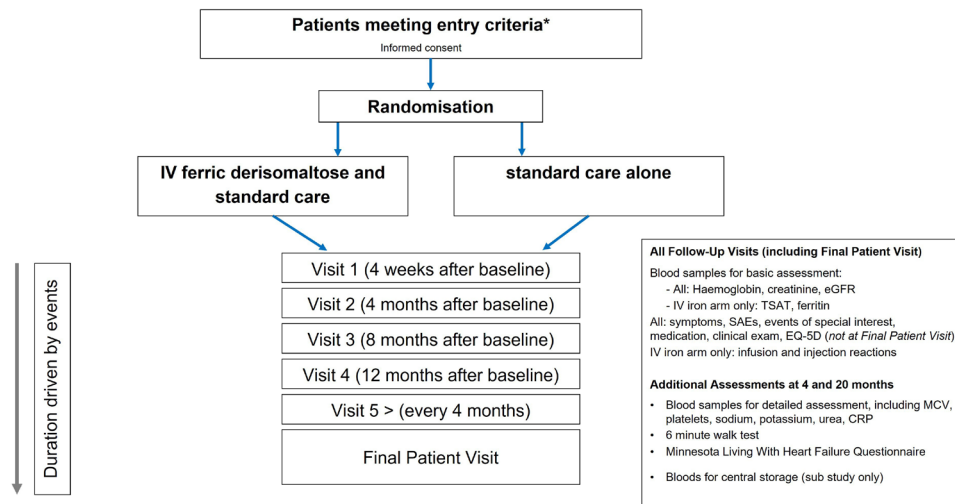 Patients meeting entry criteria*
Informed consent
Randomisation
IV ferric derisomaltose and
standard care
standard care alone
Duration driven by events
Visit 1 (4 weeks after baseline)
Visit 2 (4 months after baseline)
Visit 3 (8 months after baseline)
Visit 4 (12 months after baseline)
Visit 5 > (every 4 months)
Final Patient Visit
All Follow-Up Visits (including Final Patient Visit)
Blood samples for basic assessment:
- All: Haemoglobin, creatinine, eGFR
- IV iron arm only: TSAT, ferritin
All: symptoms, SAEs, events of special interest,
medication, clinical exam, EQ-5D (not at Final Patient Visit)
IV iron arm only: infusion and injection reactions
Additional Assessments at 4 and 20 months
• Blood samples for detailed assessment, including MCV,
platelets, sodium, potassium, urea, CRP
• 6 minute walk test
• Minnesota Living With Heart Failure Questionnaire
• Bloods for central storage (sub study only)